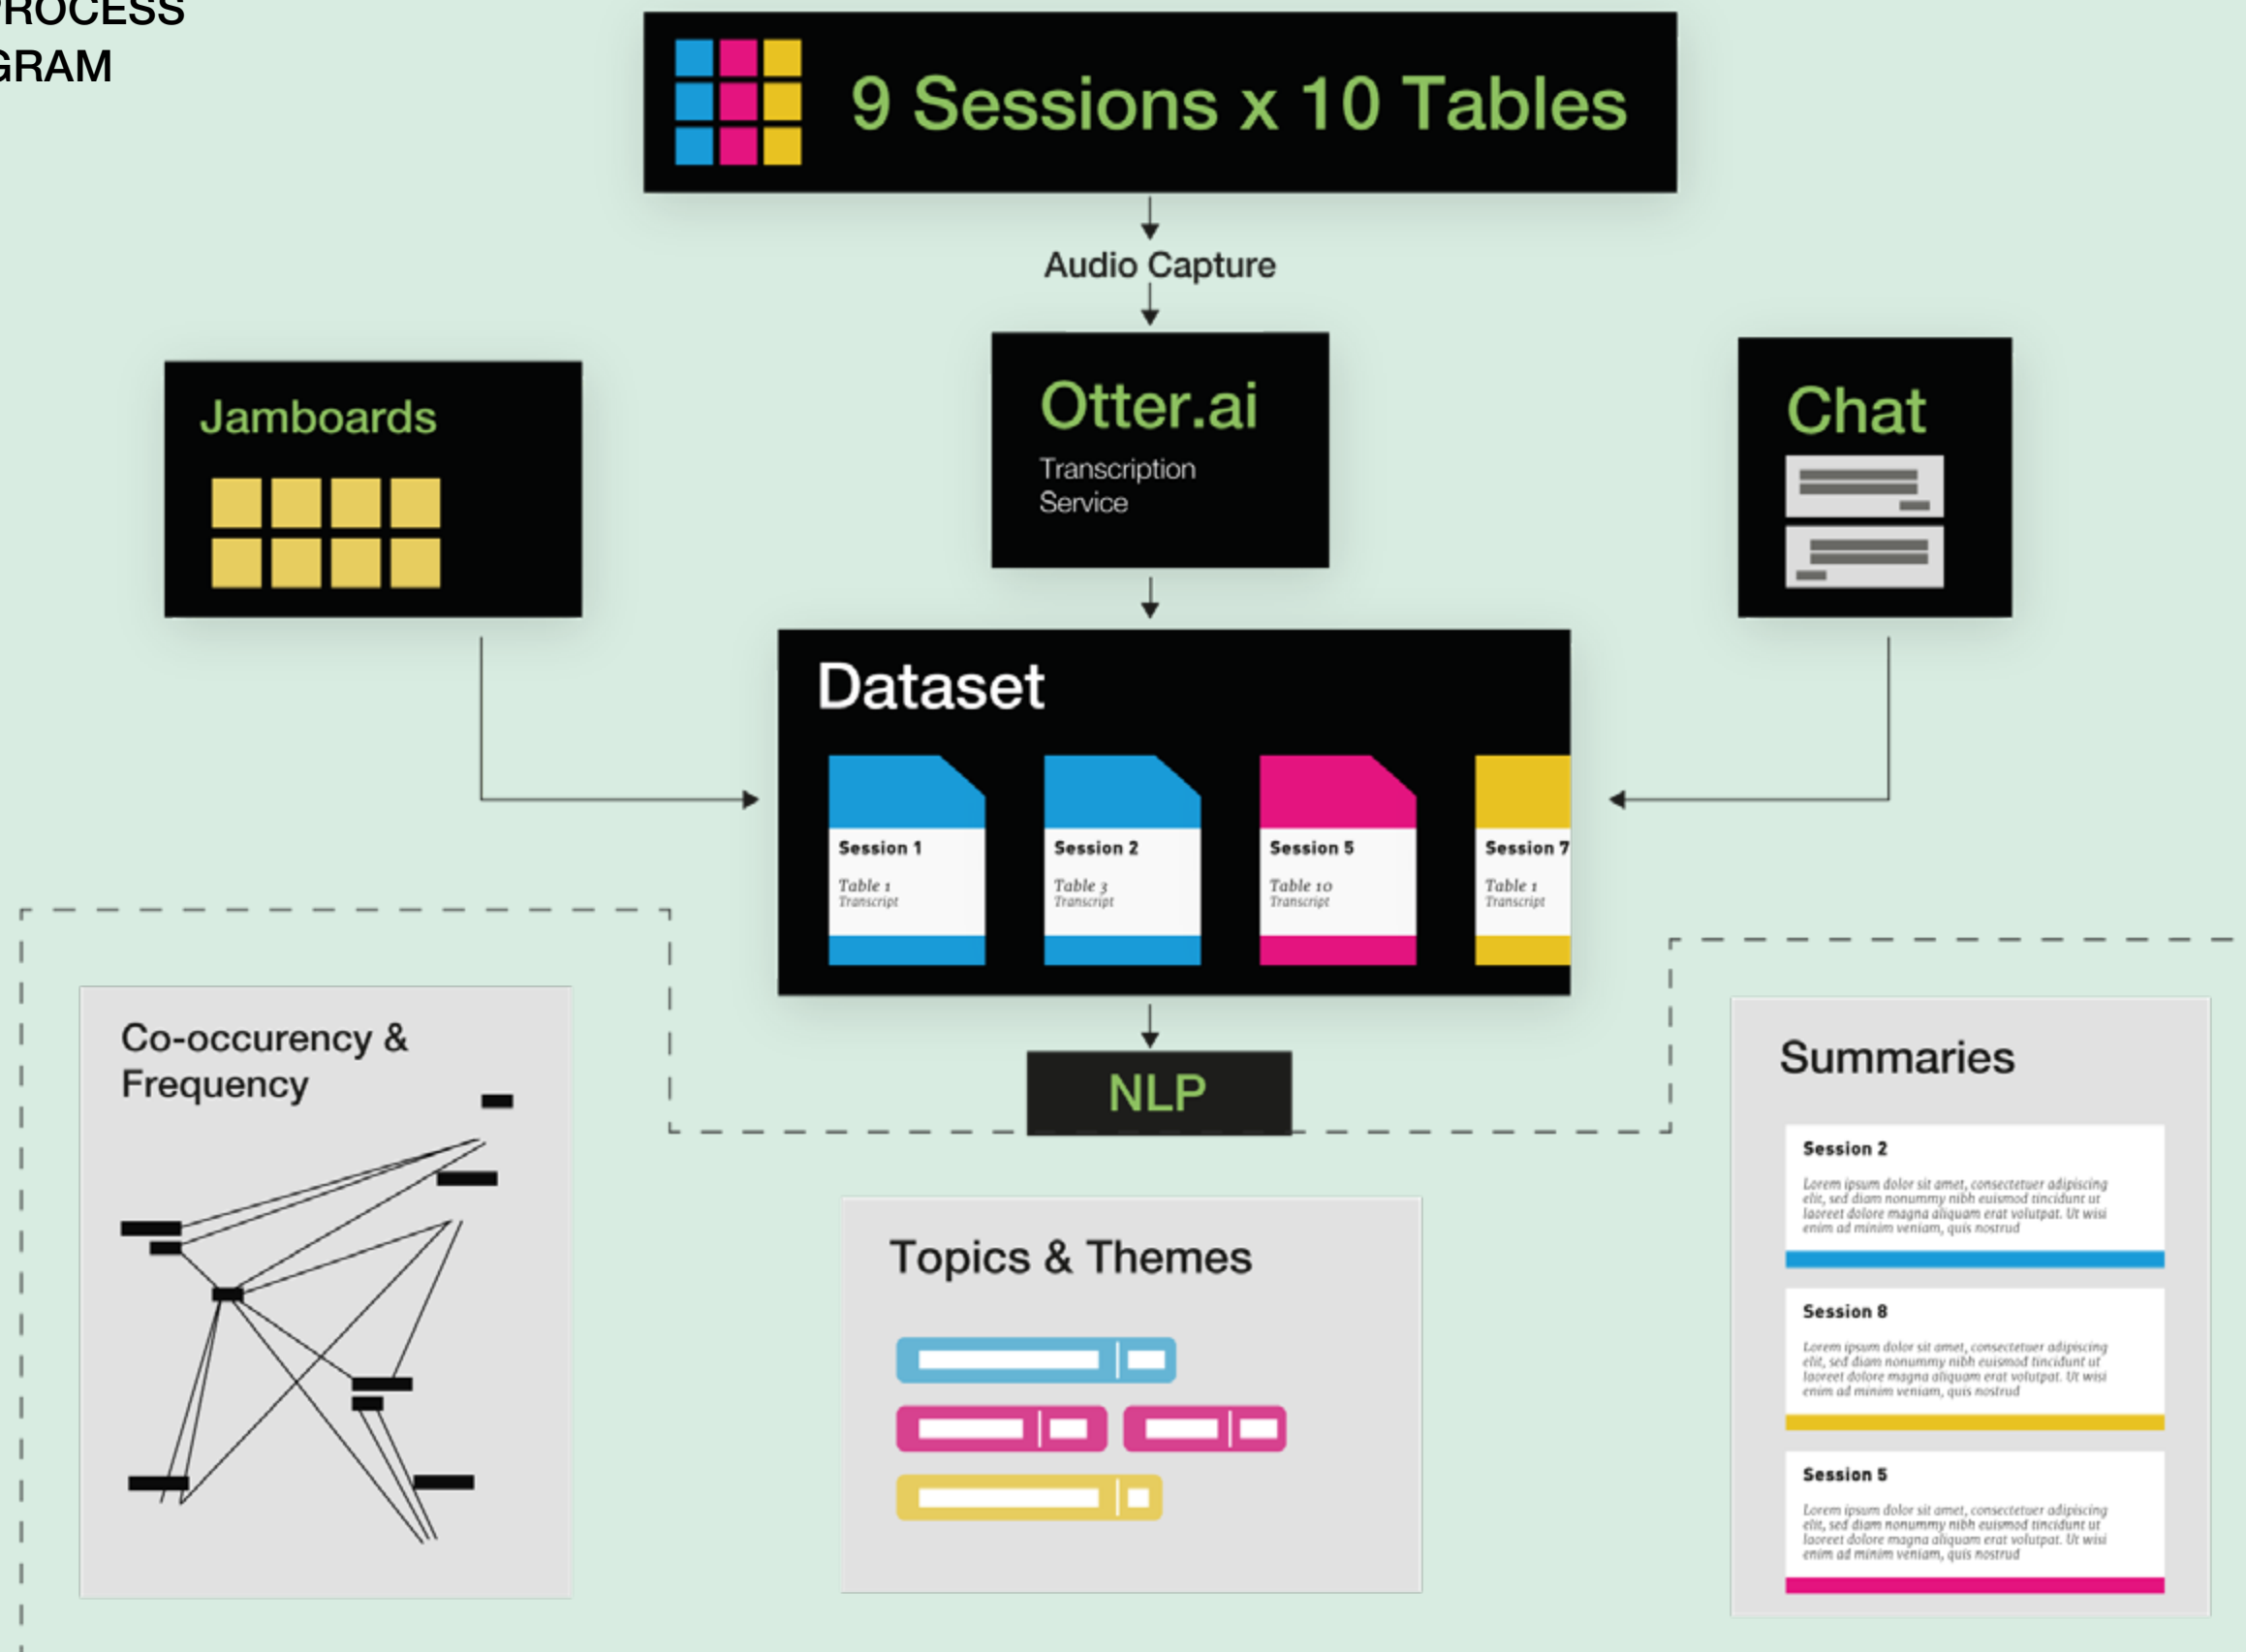 PROCESS
GRAM
9 Sessions x 10 Tables
Audio Capture
Jamboards
Otter.ai
Transcription
Service
Chat
Dataset
Session 1
Table 1
Transcript
Session 2
Table 3
Transcript
Session 5
Table 10
Transcript
Session 7
Table 1
Transcript
NLP
Co-occurency &
Frequency
Topics & Themes
Summaries
Session 2
Lorem ipsum dolor sit amet, consectetuer adipiscing
elit, sed diam nonummy nibh euismod tincidunt ut
laoreet dolore magna aliquam erat volutpat. Ut wisi
enim ad minim veniam, quis nostrud
Session 8
Lorem ipsum dolor sit amet, consectetuer adipiscing
elit, sed diam nonummy nibh euismod tincidunt ut
laoreet dolore magna aliquam erat volutpat. Ut wisi
enim ad minim veniam, quis nostrud
Session 5
Lorem ipsum dolor sit amet, consectetuer adipiscing
elit, sed diam nonummy nibh euismod tincidunt ut
laoreet dolore magna aliquam erat volutpat. Ut wisi
enim ad minim veniam, quis nostrud